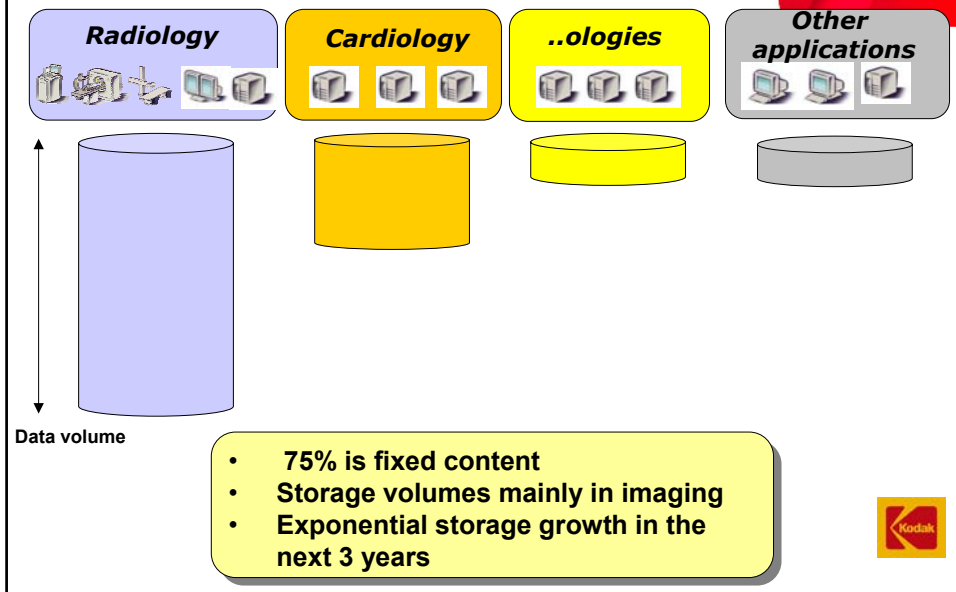 Radiology
Cardiology
..ologies
Other
applications
Data volume
• 75% is fixed content
• Storage volumes mainly in imaging
• Exponential storage growth in the
next 3 years
Kodak